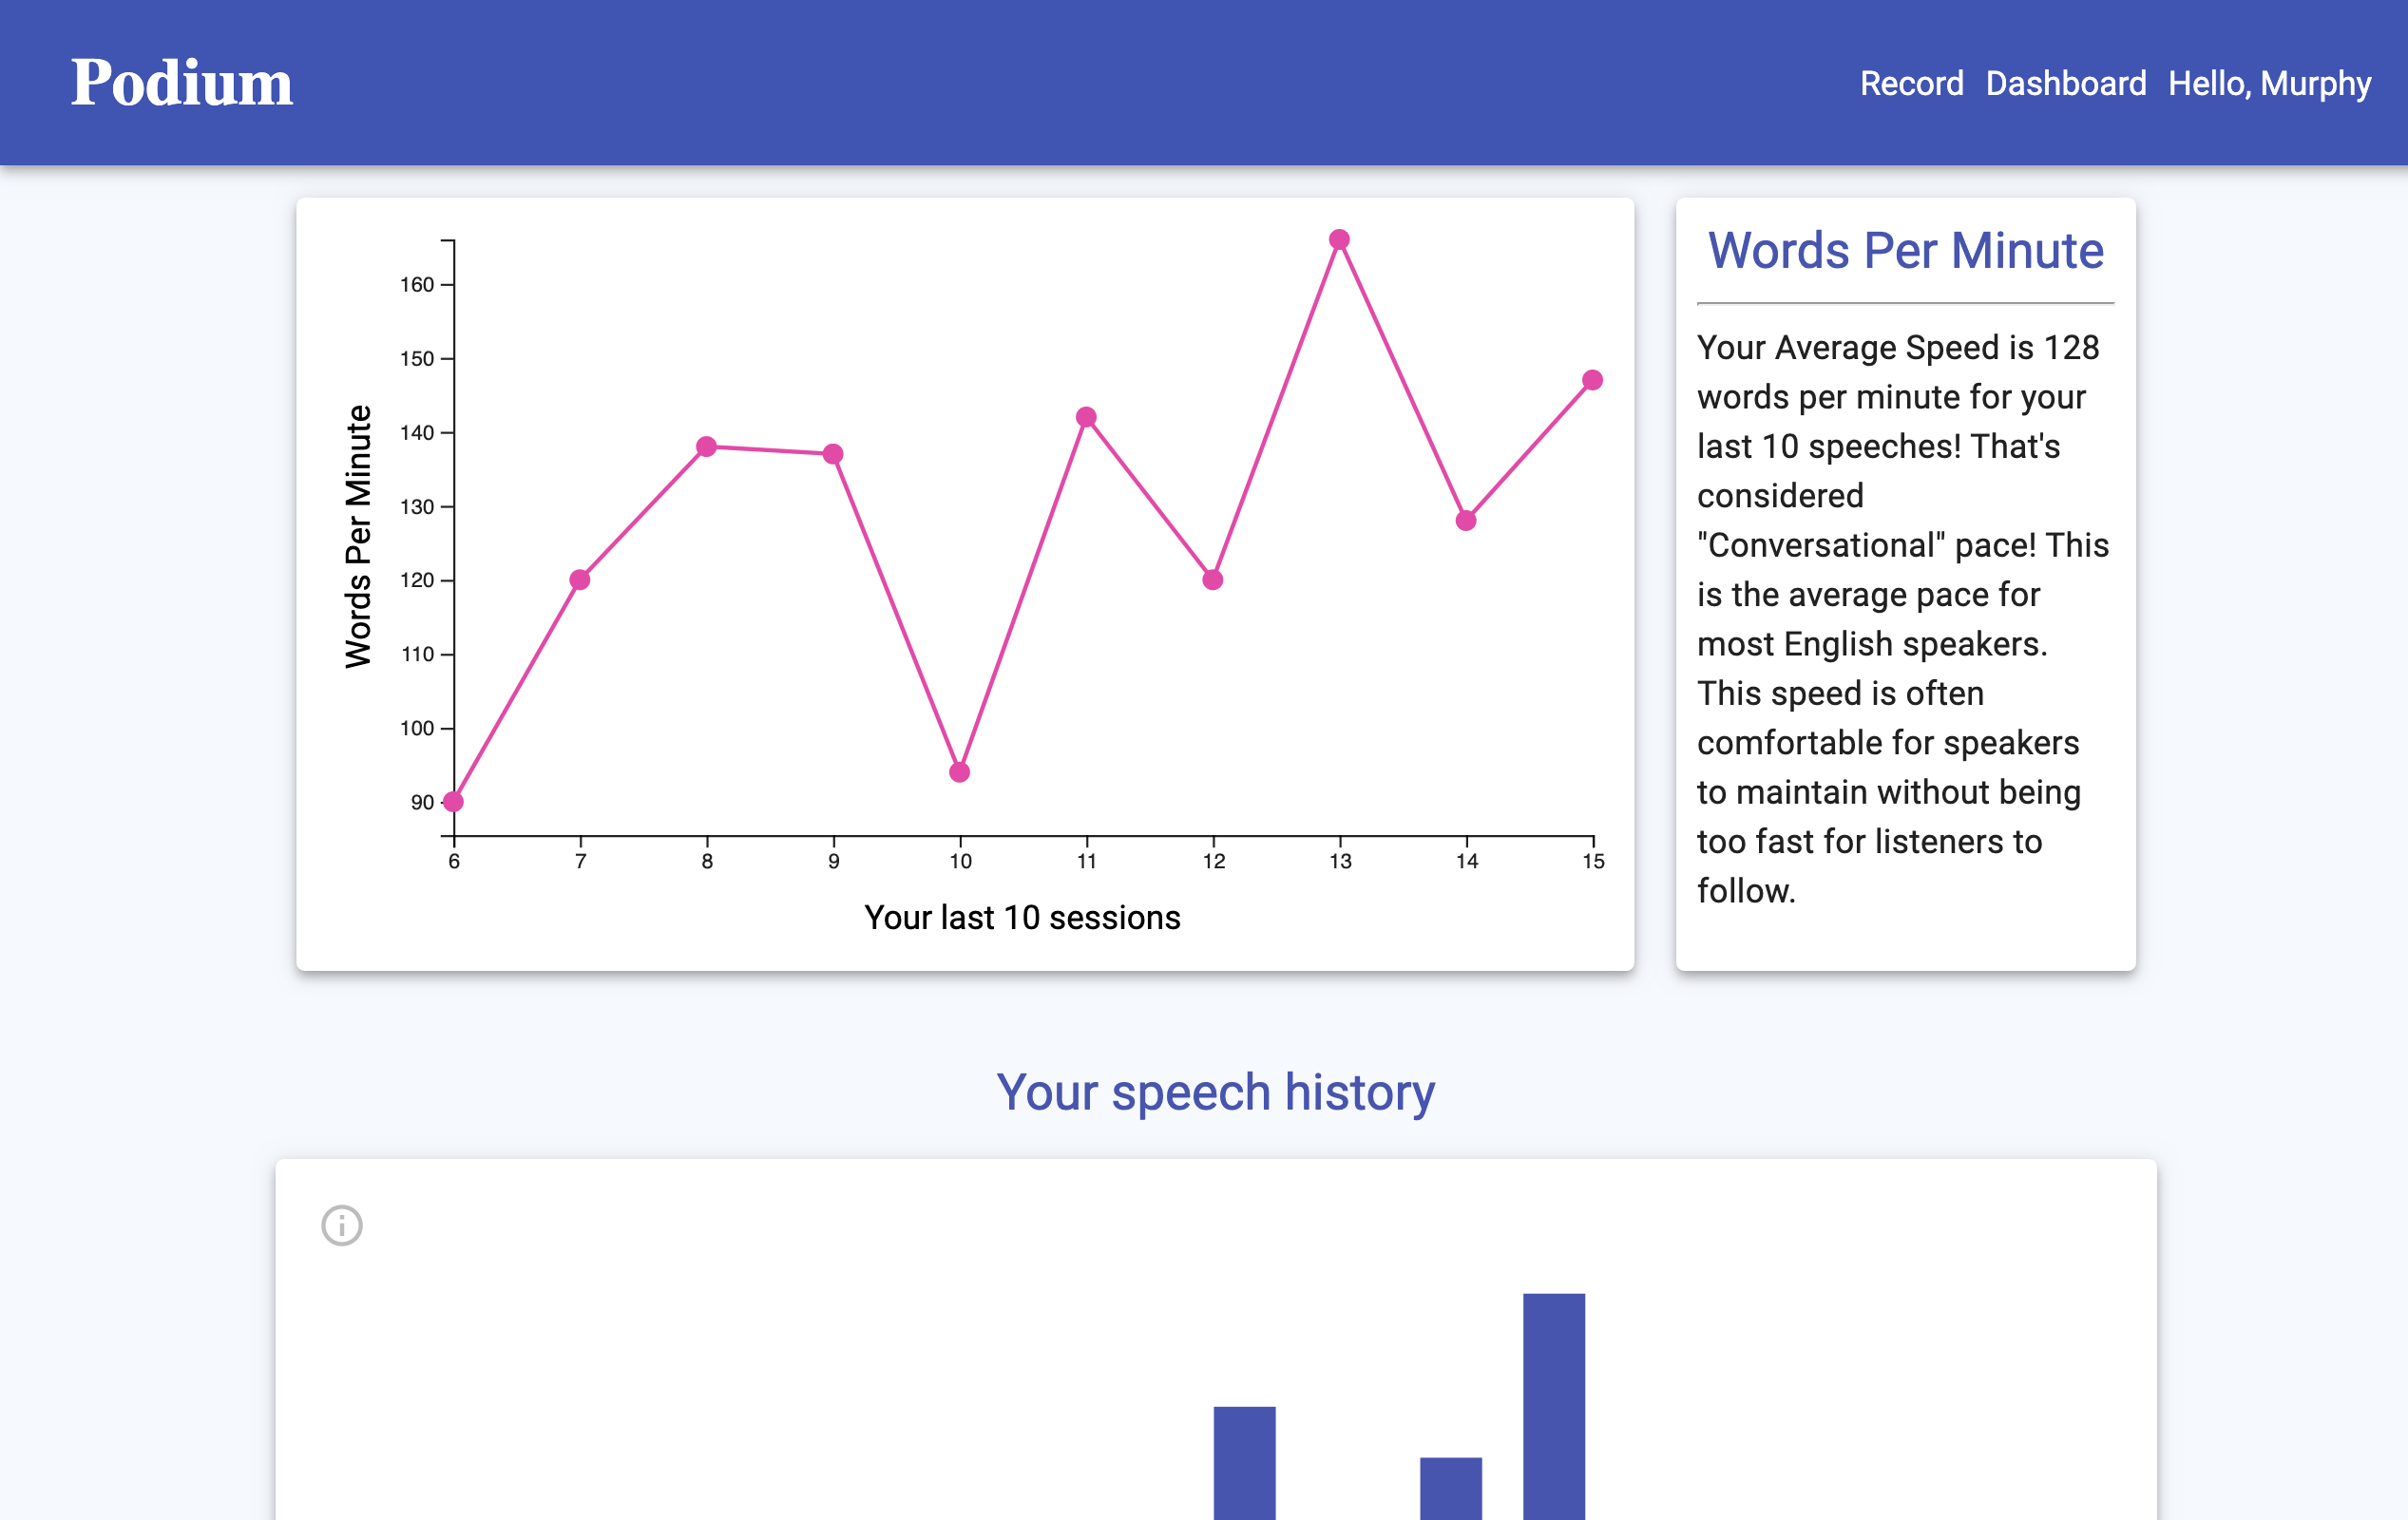 Podium
Record Dashboard Hello, Murphy
160
150
140
130
120
110
100
90
Words Per Minute
6 7 8 9 10 11 12 13 14 15
Your last 10 sessions
Words Per Minute
Your Average Speed is 128
words per minute for your
last 10 speeches! That's
considered
"Conversational" pace! This
is the average pace for
most English speakers.
This speed is often
comfortable for speakers
to maintain without being
too fast for listeners to
follow.
Your speech history